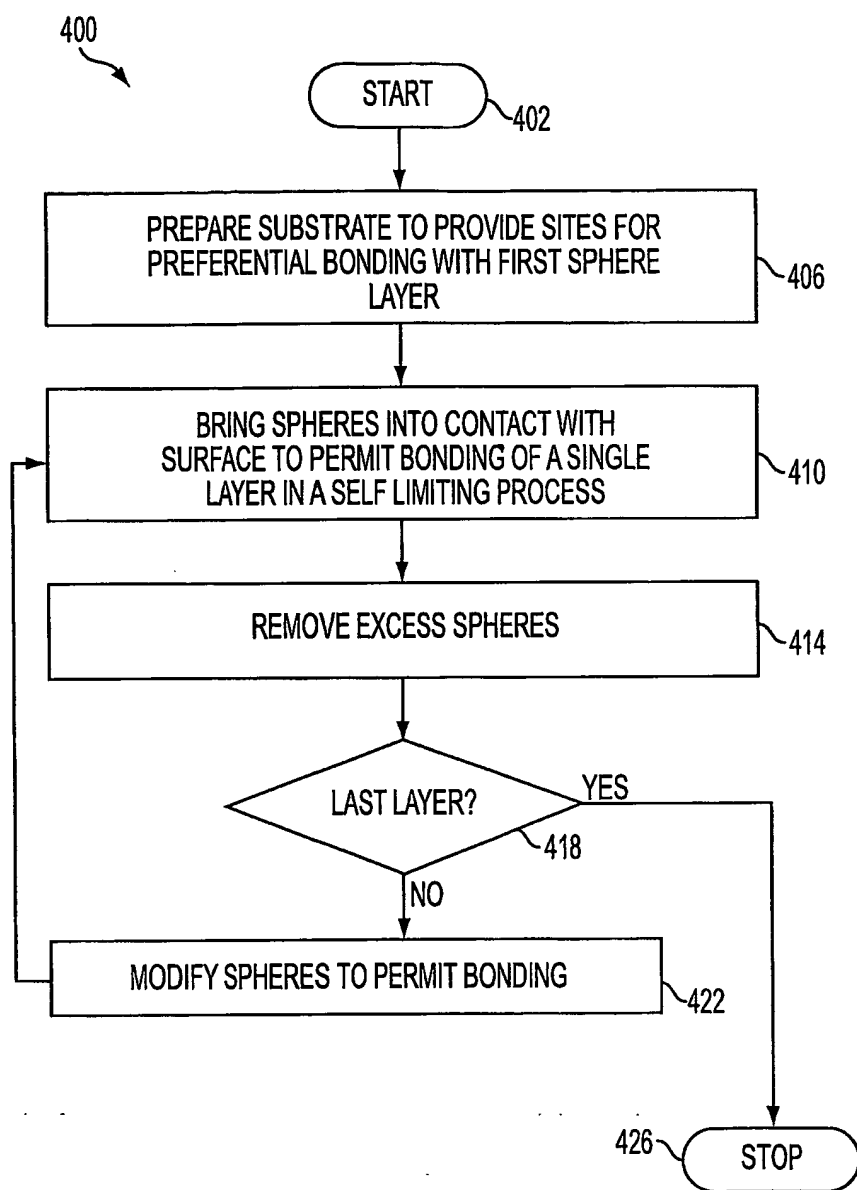 400
START
402
PREPARE SUBSTRATE TO PROVIDE SITES FOR
PREFERENTIAL BONDING WITH FIRST SPHERE
LAYER
406
BRING SPHERES INTO CONTACT WITH
SURFACE TO PERMIT BONDING OF A SINGLE
LAYER IN A SELF LIMITING PROCESS
410
REMOVE EXCESS SPHERES
414
LAST LAYER?
YES
418
NO
MODIFY SPHERES TO PERMIT BONDING
422
426
STOP